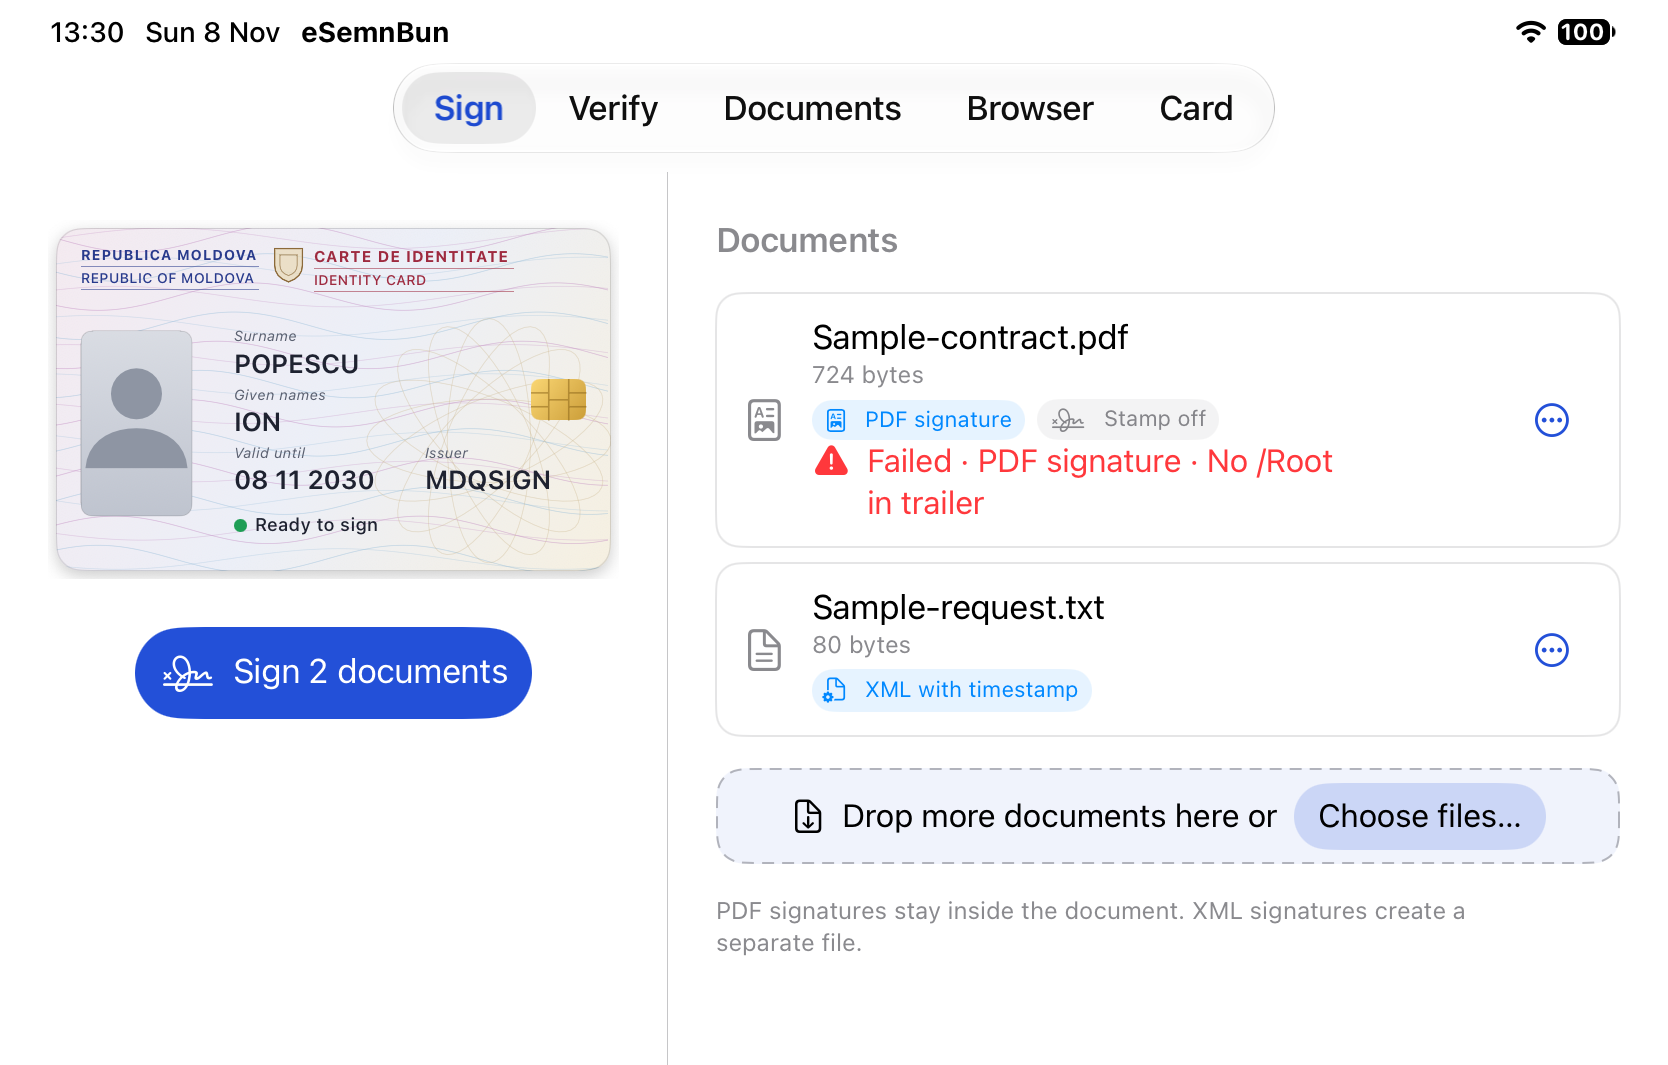 13:30 Sun 8 Nov eSemnBun
100
Sign Verify Documents Browser Card
REPUBLICA MOLDOVA
REPUBLIC OF MOLDOVA
CARTE DE IDENTITATE
IDENTITY CARD
Surname
POPESCU
Given names
ION
Valid until
08 11 2030
Issuer
MDQSIGN
Ready to sign
Sign 2 documents
Documents
Sample-contract.pdf
724 bytes
PDF signature
Stamp off
Failed · PDF signature · No /Root
in trailer
Sample-request.txt
80 bytes
XML with timestamp
Drop more documents here or Choose files...
PDF signatures stay inside the document. XML signatures create a
separate file.